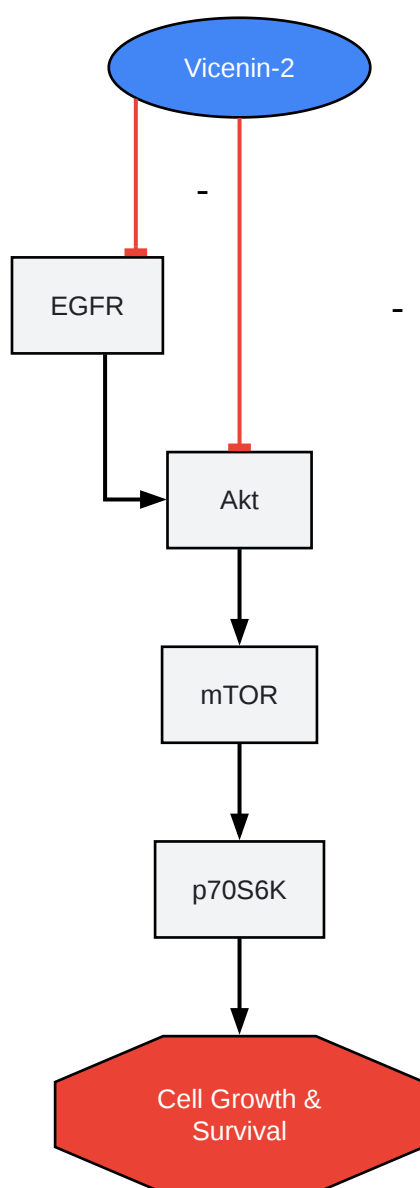 Vicenin-2
-
EGFR
-
Akt
mTOR
p70S6K
Cell Growth &
Survival